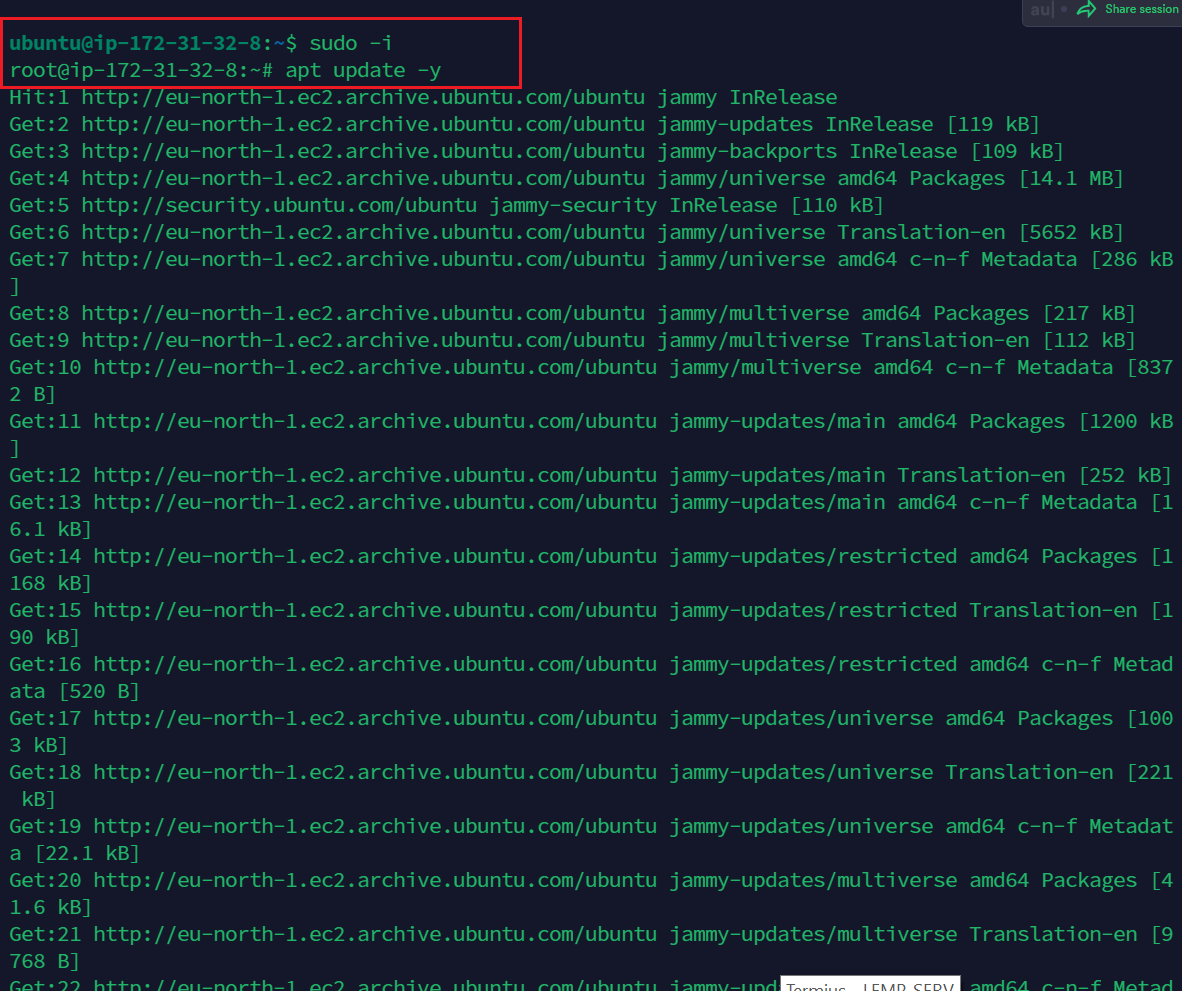 au
Share session
ubuntu@ip-172-31-32-8:~$ sudo -i
root@ip-172-31-32-8:~# apt update -y
Hit:1 http://eu-north-1.ec2.archive.ubuntu.com/ubuntu jammy InRelease
Get:2 http://eu-north-1.ec2.archive.ubuntu.com/ubuntu jammy-updates InRelease [119 kB]
Get:3 http://eu-north-1.ec2.archive.ubuntu.com/ubuntu jammy-backports InRelease [109 kB]
Get:4 http://eu-north-1.ec2.archive.ubuntu.com/ubuntu jammy/universe amd64 Packages [14.1 MB]
Get:5 http://security.ubuntu.com/ubuntu jammy-security InRelease [110 kB]
Get:6 http://eu-north-1.ec2.archive.ubuntu.com/ubuntu jammy/universe Translation-en [5652 kB]
Get:7 http://eu-north-1.ec2.archive.ubuntu.com/ubuntu jammy/universe amd64 c-n-f Metadata [286 kB
]
Get:8 http://eu-north-1.ec2.archive.ubuntu.com/ubuntu jammy/multiverse amd64 Packages [217 kB]
Get:9 http://eu-north-1.ec2.archive.ubuntu.com/ubuntu jammy/multiverse Translation-en [112 kB]
Get:10 http://eu-north-1.ec2.archive.ubuntu.com/ubuntu jammy/multiverse amd64 c-n-f Metadata [837
2 B]
Get:11 http://eu-north-1.ec2.archive.ubuntu.com/ubuntu jammy-updates/main amd64 Packages [1200 kB
]
Get:12 http://eu-north-1.ec2.archive.ubuntu.com/ubuntu jammy-updates/main Translation-en [252 kB]
Get:13 http://eu-north-1.ec2.archive.ubuntu.com/ubuntu jammy-updates/main amd64 c-n-f Metadata [1
6.1 kB]
Get:14 http://eu-north-1.ec2.archive.ubuntu.com/ubuntu jammy-updates/restricted amd64 Packages [1
168 kB]
Get:15 http://eu-north-1.ec2.archive.ubuntu.com/ubuntu jammy-updates/restricted Translation-en [1
90 kB]
Get:16 http://eu-north-1.ec2.archive.ubuntu.com/ubuntu jammy-updates/restricted amd64 c-n-f Metad
ata [520 B]
Get:17 http://eu-north-1.ec2.archive.ubuntu.com/ubuntu jammy-updates/universe amd64 Packages [100
3 kB]
Get:18 http://eu-north-1.ec2.archive.ubuntu.com/ubuntu jammy-updates/universe Translation-en [221
 kB]
Get:19 http://eu-north-1.ec2.archive.ubuntu.com/ubuntu jammy-updates/universe amd64 c-n-f Metadat
a [22.1 kB]
Get:20 http://eu-north-1.ec2.archive.ubuntu.com/ubuntu jammy-updates/multiverse amd64 Packages [4
1.6 kB]
Get:21 http://eu-north-1.ec2.archive.ubuntu.com/ubuntu jammy-updates/multiverse Translation-en [9
768 B]
Get:22 http://eu-north-1.ec2.archive.ubuntu.com/ubuntu jammy-upd amd64 c-n-f Metad
Termius - LEMP-SERV